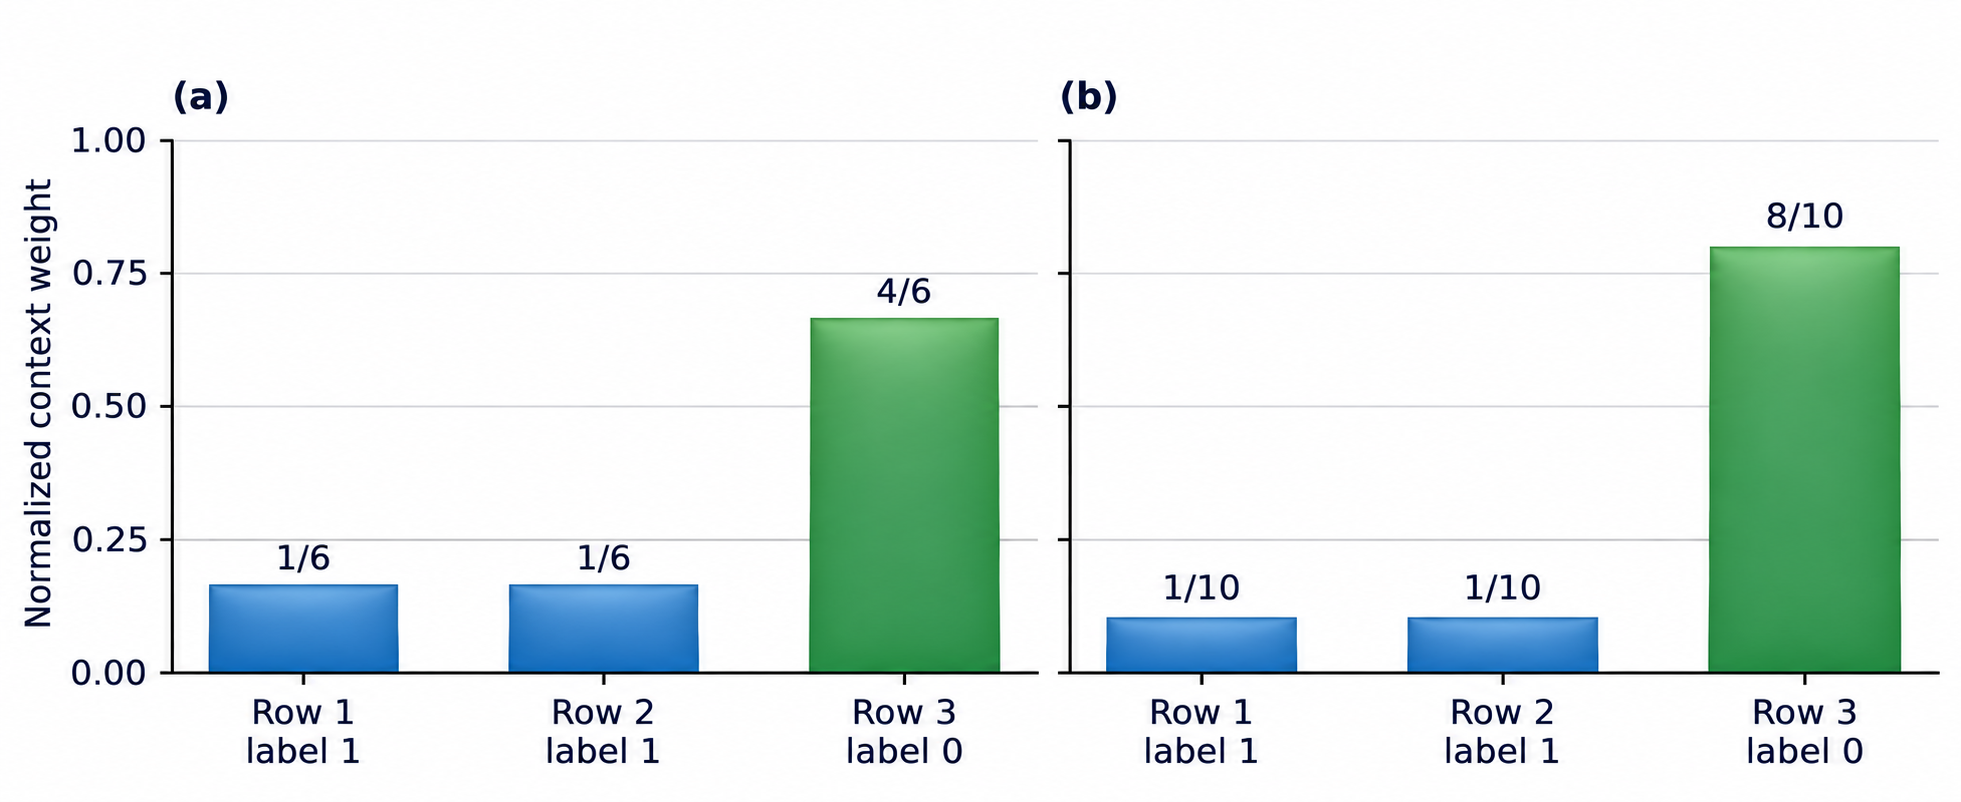 (a)
Normalized context weight
1.00
0.75
0.50
0.25
0.00
1/6
1/6
4/6
Row 1
label 1
Row 2
label 1
Row 3
label 0
(b)
1/10
1/10
8/10
Row 1
label 1
Row 2
label 1
Row 3
label 0